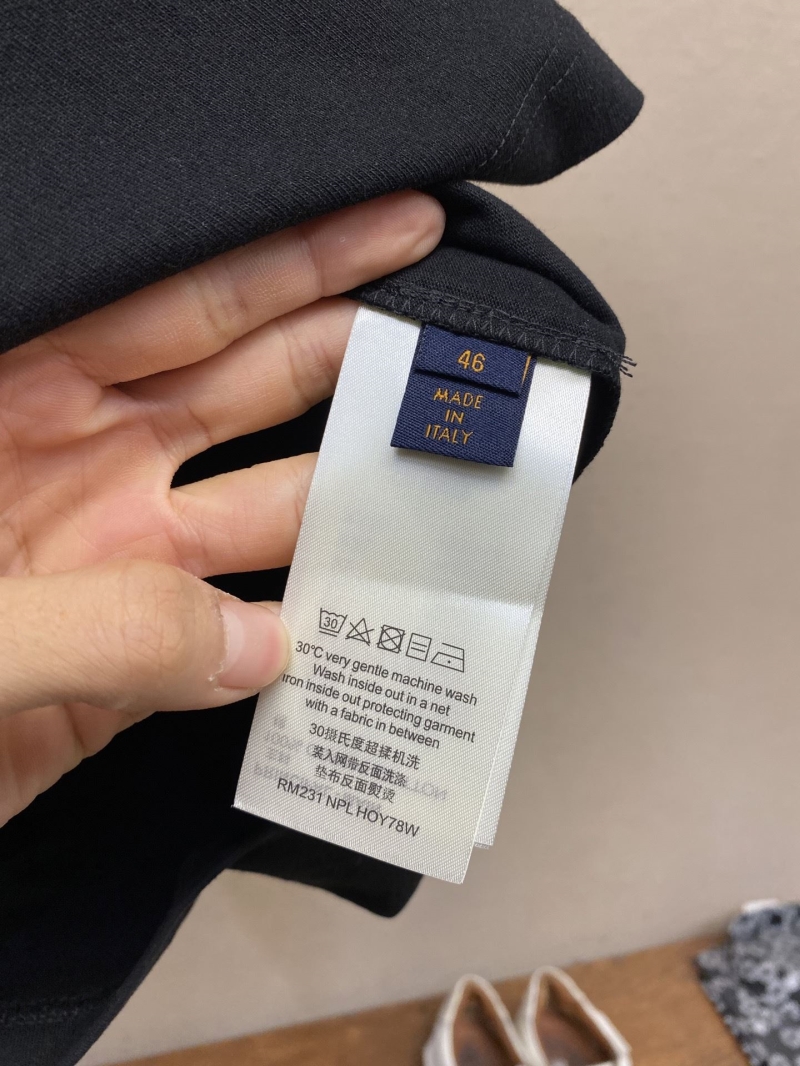 46
MADE
IN
ITALY
30
30℃ very gentle machine wash
Wash inside out in a net
Iron inside out protecting garment
with a fabric in between
30摄氏度超揉机洗
装入网带反面洗涤
垫布反面熨烫
RM231 NPL HOY78W